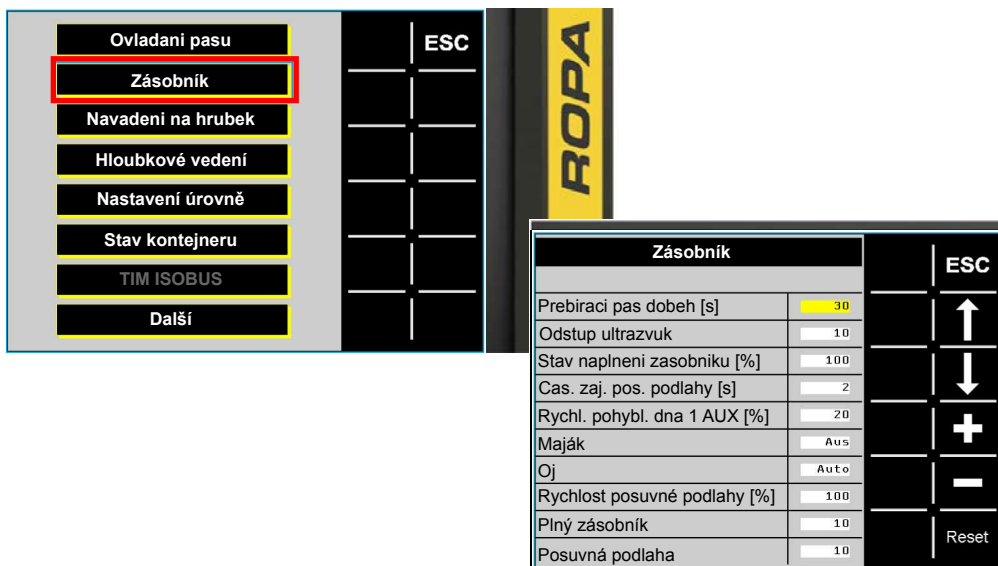 Ovladani pasu
ESC
Zásobník
Navadeni na hrubek
Hloubkové vedení
Nastavení úrovně
Stav kontejneru
TIM ISOBUS
Další
ROPA
Zásobník
ESC
Prebiraci pas dobeh [s] 30
Odstup ultrazvuk 10
Stav naplneni zasobniku [%] 100
Cas. zaj. pos. podlahy [s] 2
Rychl. pohybl. dna 1 AUX [%] 20
Maják Aus
Oj Auto
Rychlost posuvné podlahy [%] 100
Plný zásobník 10
Reset
Posuvná podlaha 10